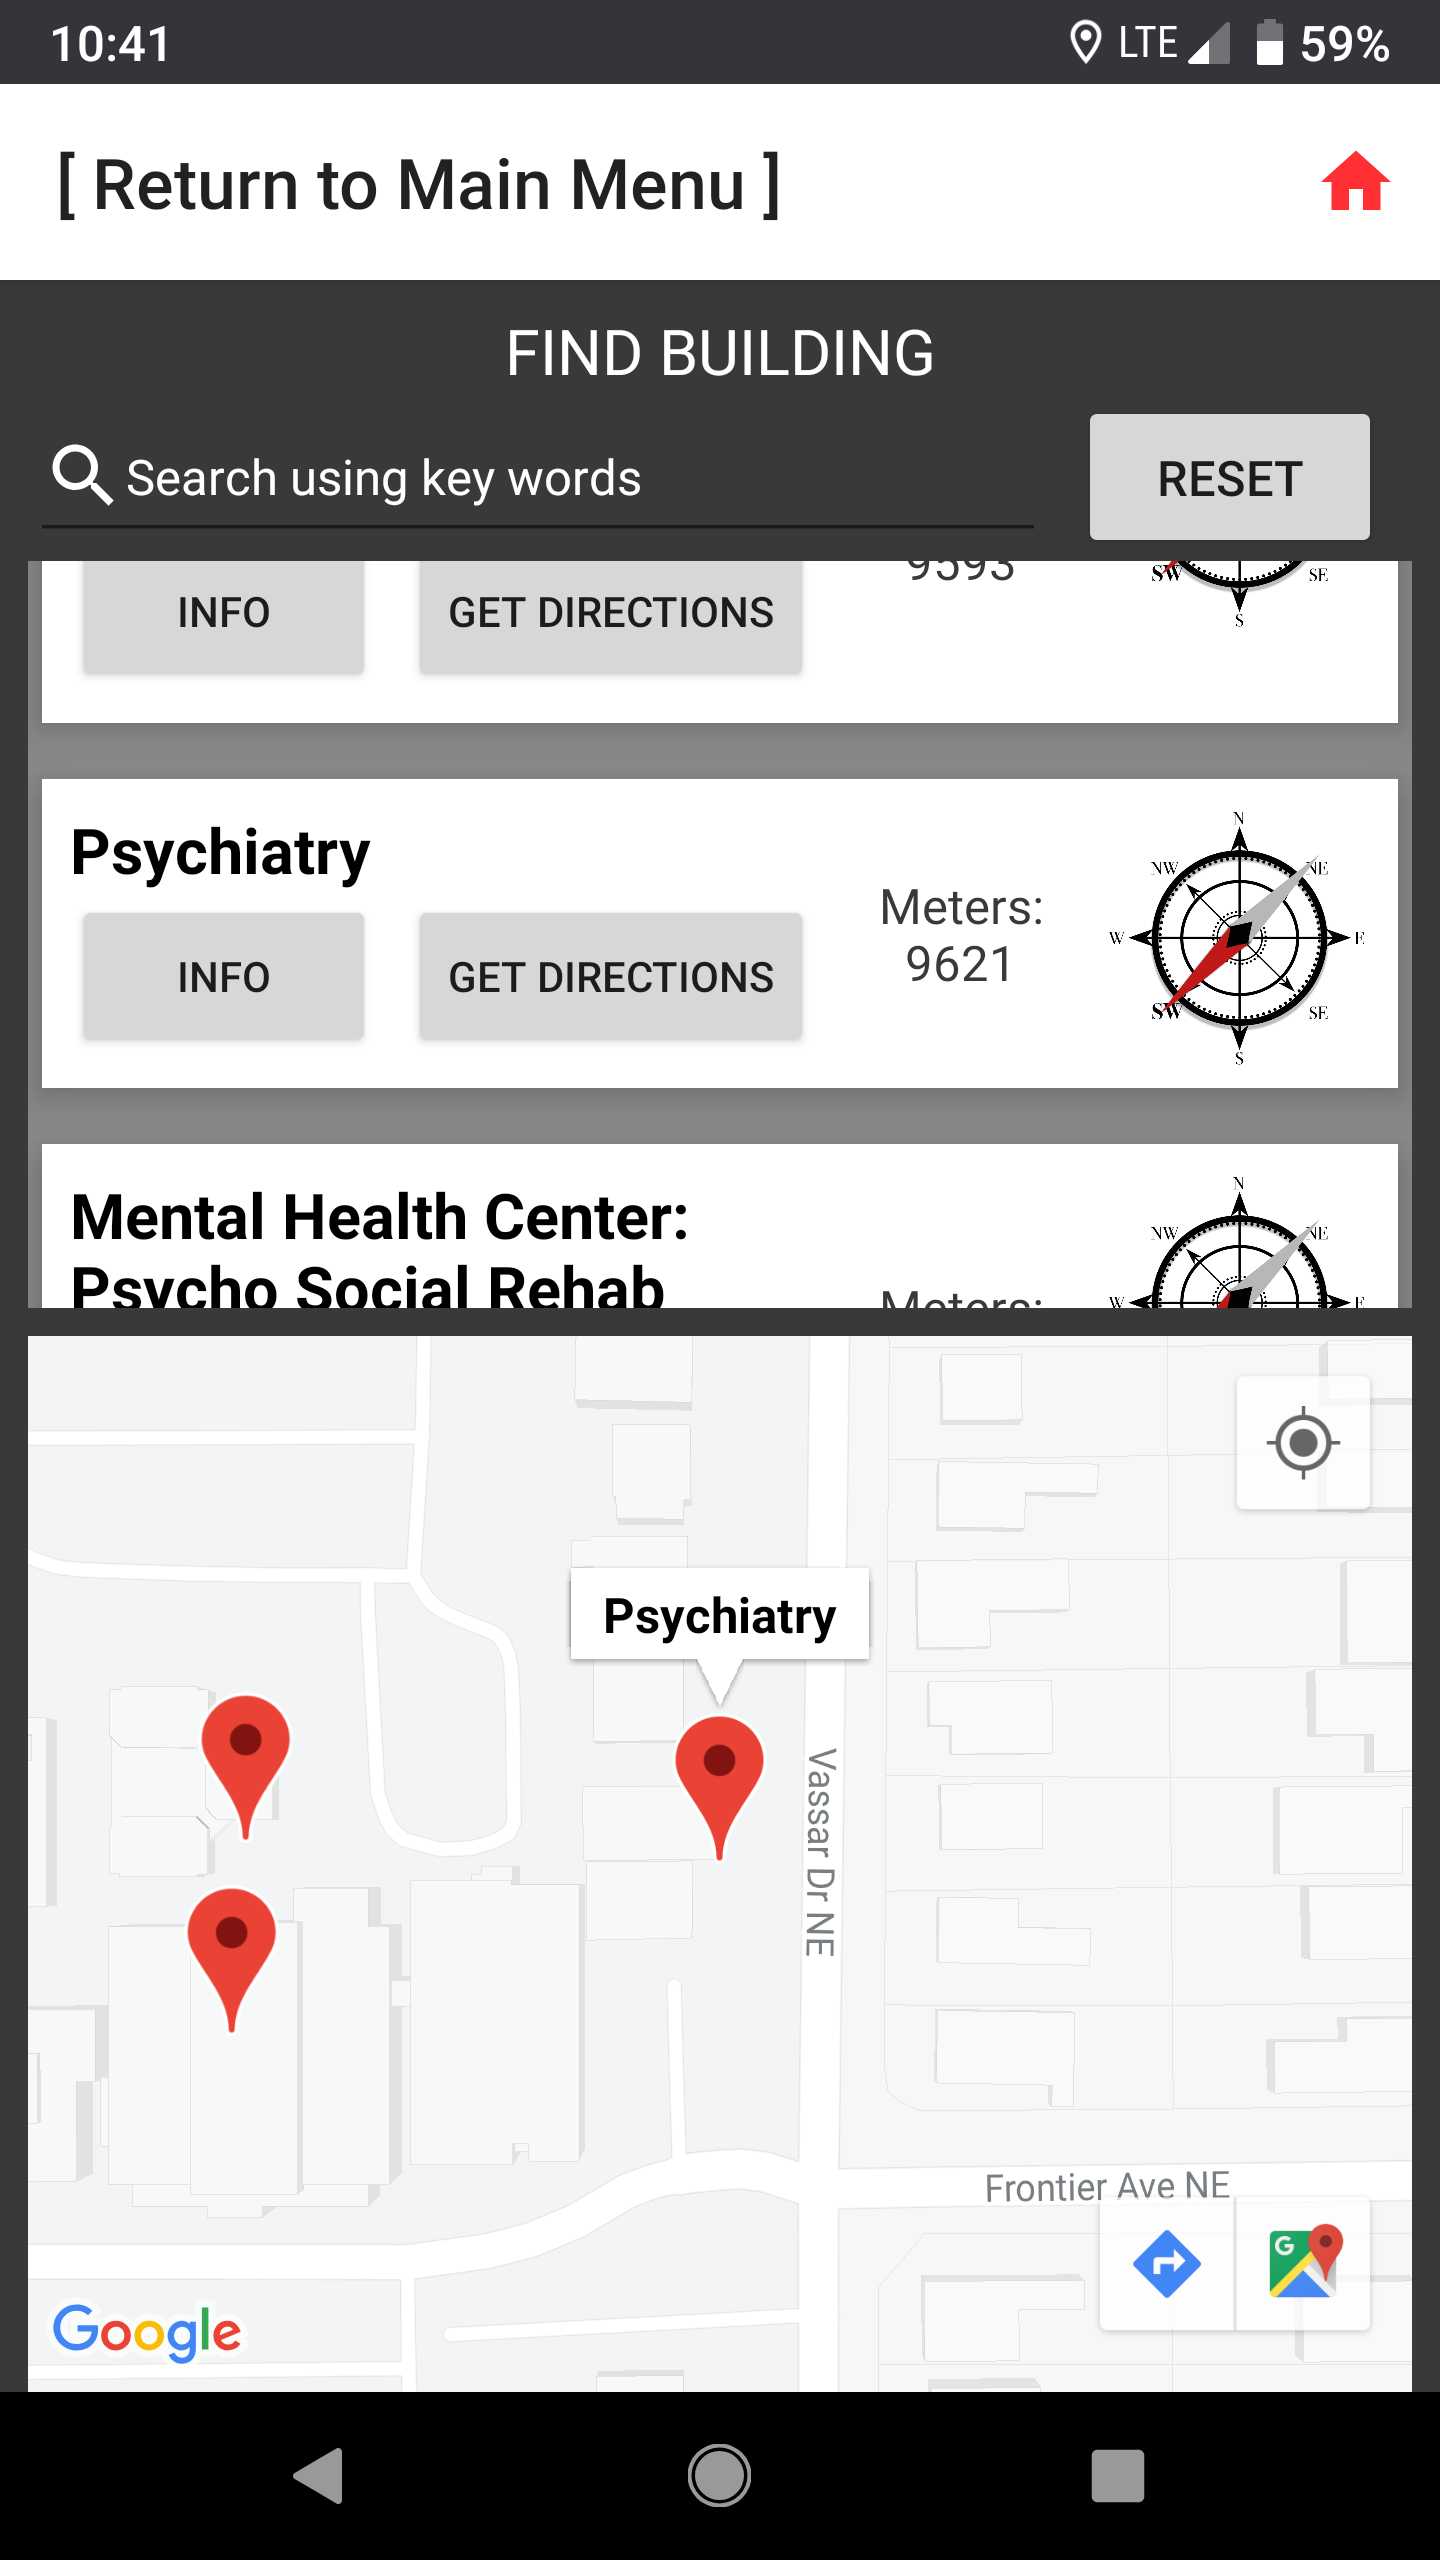 10:41
LTE
59%
[ Return to Main Menu ]
FIND BUILDING
Search using key words
RESET
9593
INFO
GET DIRECTIONS
SW
SE
S
Psychiatry
INFO
GET DIRECTIONS
Meters:
9621
N
NW
NE
W
E
SW
SE
S
Mental Health Center:
Psycho Social Rehab
Meters:
N
NW
NE
W
E
Psychiatry
Vassar Dr NE
Frontier Ave NE
G
Google